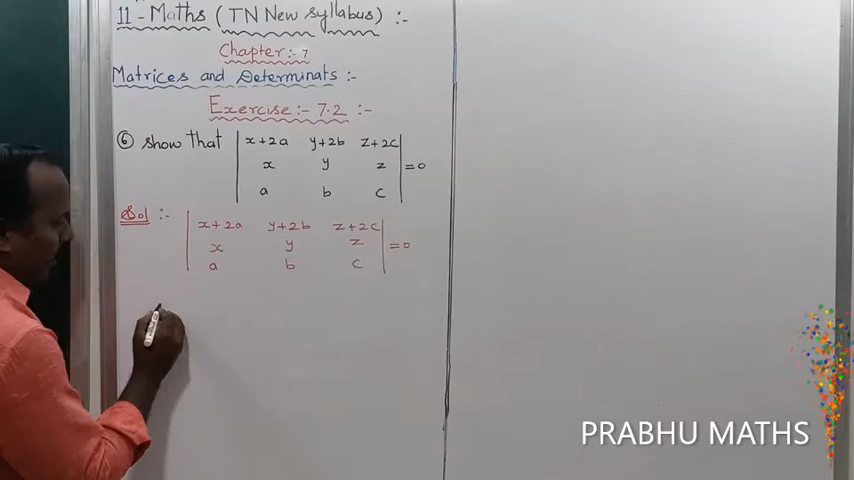 11 - Maths ( TN New syllabus ) :-
Chapter :- 7
Matrices and Determinats :-
Exercise :- 7.2 :-
⑥ show that | x+2a y+2b z+2c |
| x y z | = 0
| a b c |
Sol :- | x+2a y+2b z+2c |
| x y z | = 0
| a b c |
PRABHU MATHS